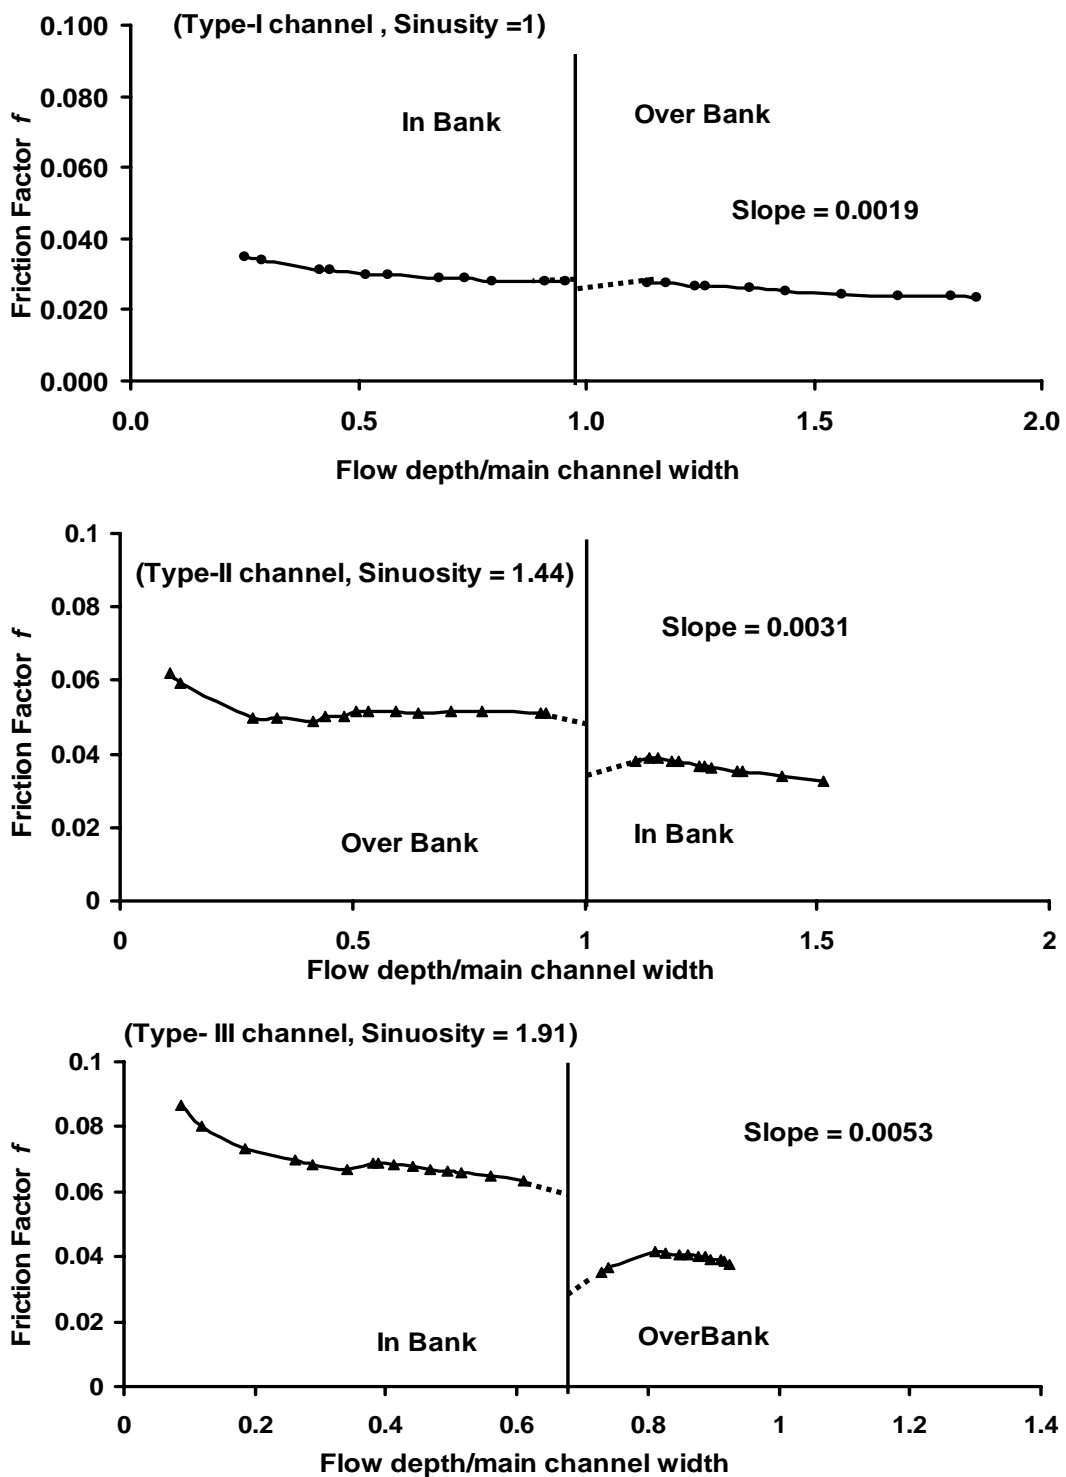 (Type-I channel , Sinusity =1)
0.100
0.080
0.060
0.040
0.020
0.000
Friction Factor f
In Bank
Over Bank
Slope = 0.0019
0.0 0.5 1.0 1.5 2.0
Flow depth/main channel width
0.1
0.08
0.06
0.04
0.02
0
Friction Factor f
(Type-II channel, Sinuosity = 1.44)
Slope = 0.0031
Over Bank
In Bank
0 0.5 1 1.5 2
Flow depth/main channel width
(Type- III channel, Sinuosity = 1.91)
0.1
0.08
0.06
0.04
0.02
0
Friction Factor f
Slope = 0.0053
In Bank
OverBank
0 0.2 0.4 0.6 0.8 1 1.2 1.4
Flow depth/main channel width